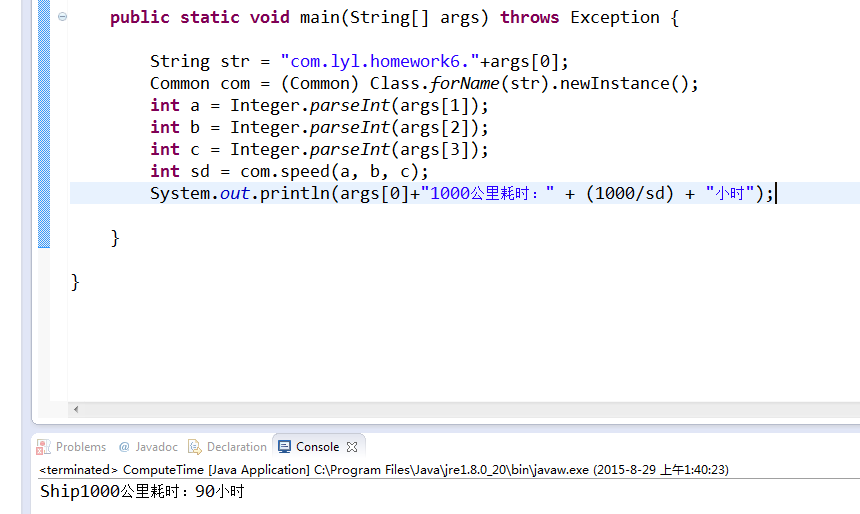 public static void main(String[] args) throws Exception {
String str = "com.lyl.homework6."+args[0];
Common com = (Common) Class.forName(str).newInstance();
int a = Integer.parseInt(args[1]);
int b = Integer.parseInt(args[2]);
int c = Integer.parseInt(args[3]);
int sd = com.speed(a, b, c);
System.out.println(args[0]+"1000公里耗时：" + (1000/sd) + "小时");
}
}
Problems @ Javadoc Declaration Console
<terminated> ComputeTime [Java Application] C:\Program Files\Java\jre1.8.0_20\bin\javaw.exe (2015-8-29 上午1:40:23)
Ship1000公里耗时：90小时